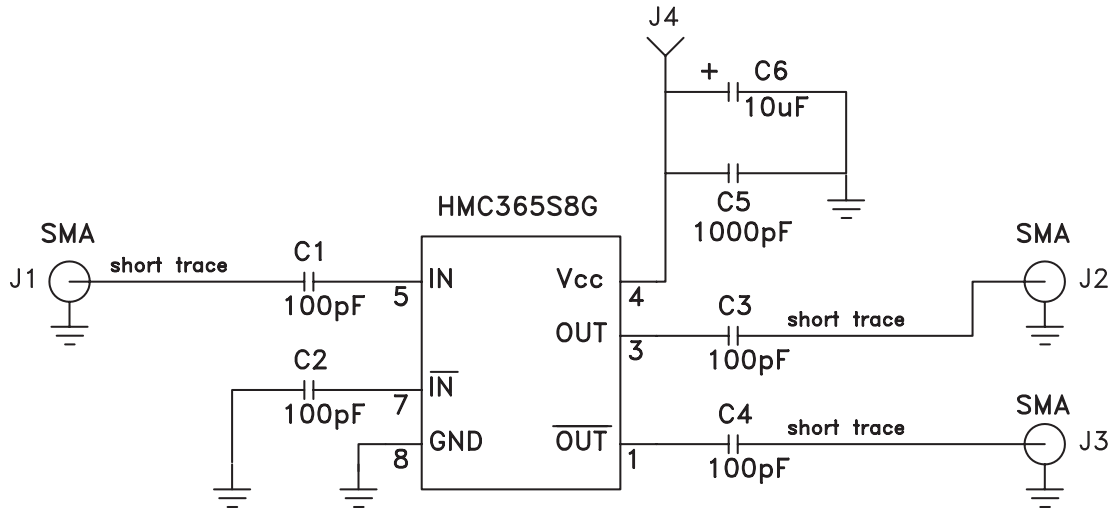 J4
+ C6
10uF
C5
1000pF
HMC365S8G
SMA
J1
short trace
C1
100pF
5
IN
Vcc
4
SMA
J2
OUT
3
C3
100pF
short trace
C2
100pF
7
IN
GND
8
OUT
1
C4
100pF
short trace
SMA
J3